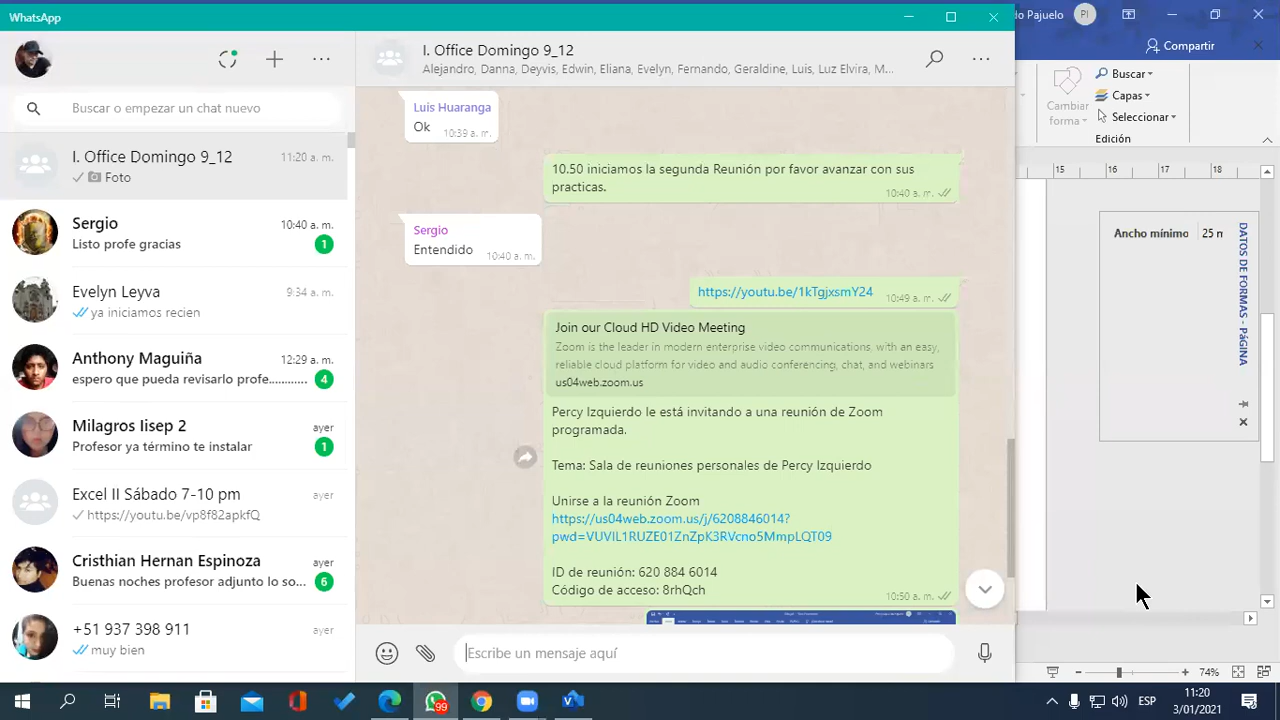 WhatsApp
Buscar o empezar un chat nuevo
I. Office Domingo 9_12
11:20 a. m.
Foto
Sergio
10:40 a. m.
Listo profe gracias
1
Evelyn Leyva
9:34 a. m.
ya iniciamos recien
Anthony Maguiña
12:29 a. m.
espero que pueda revisarlo profe............
4
Milagros Iisep 2
ayer
Profesor ya término te instalar
1
Excel II Sábado 7-10 pm
ayer
https://youtu.be/vp8f82apkfQ
Cristhian Hernan Espinoza
ayer
Buenas noches profesor adjunto lo so...
6
+51 937 398 911
ayer
muy bien
I. Office Domingo 9_12
Alejandro, Danna, Deyvis, Edwin, Eliana, Evelyn, Fernando, Geraldine, Luis, Luz Elvira, M...
Luis Huaranga
Ok
10:39 a. m.
10.50 iniciamos la segunda Reunión por favor avanzar con sus
practicas.
10:40 a. m.
Sergio
Entendido
10:40 a. m.
https://youtu.be/1kTgjxsmY24
10:49 a. m.
Join our Cloud HD Video Meeting
Zoom is the leader in modern enterprise video communications, with an easy,
reliable cloud platform for video and audio conferencing, chat, and webinars
us04web.zoom.us
Percy Izquierdo le está invitando a una reunión de Zoom
programada.
Tema: Sala de reuniones personales de Percy Izquierdo
Unirse a la reunión Zoom
https://us04web.zoom.us/j/6208846014?
pwd=VUVIL1RUZE01ZnZpK3RVcno5MmpLQT09
ID de reunión: 620 884 6014
Código de acceso: 8rhQch
10:50 a. m.
Escribe un mensaje aquí
do Pajuelo
PI
Compartir
Cambiar
forma
Buscar
Capas
Seleccionar
Edición
15 16 17 18
Ancho mínimo
25 m
DATOS DE FORMAS - PÁGINA
74%
99
ESP
11:20
3/01/2021